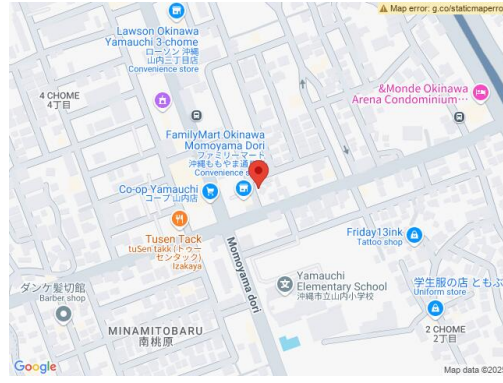 Map error: g.co/staticmaperro
Lawson Okinawa
Yamauchi 3-chome
ローソン 沖縄
山内三丁目店
Convenience store
4 CHOME
4丁目
&Monde Okinawa
Arena Condominium…
FamilyMart Okinawa
Momoyama Dori
ファミリーマート
沖縄ももやま通
Convenience s
Co-op Yamauchi
コープ 山内店
Tusen Tack
tuSen takk (トゥー
センタック)
Izakaya
Momoyama dori
Friday13ink
Tattoo shop
ダンケ髪切館
Barber shop
Yamauchi
Elementary School
沖縄市立山内小学校
学生服の店 ともふ
Uniform store
MINAMITOBARU
南桃原
2 CHOME
2丁目
Google
Map data ©202